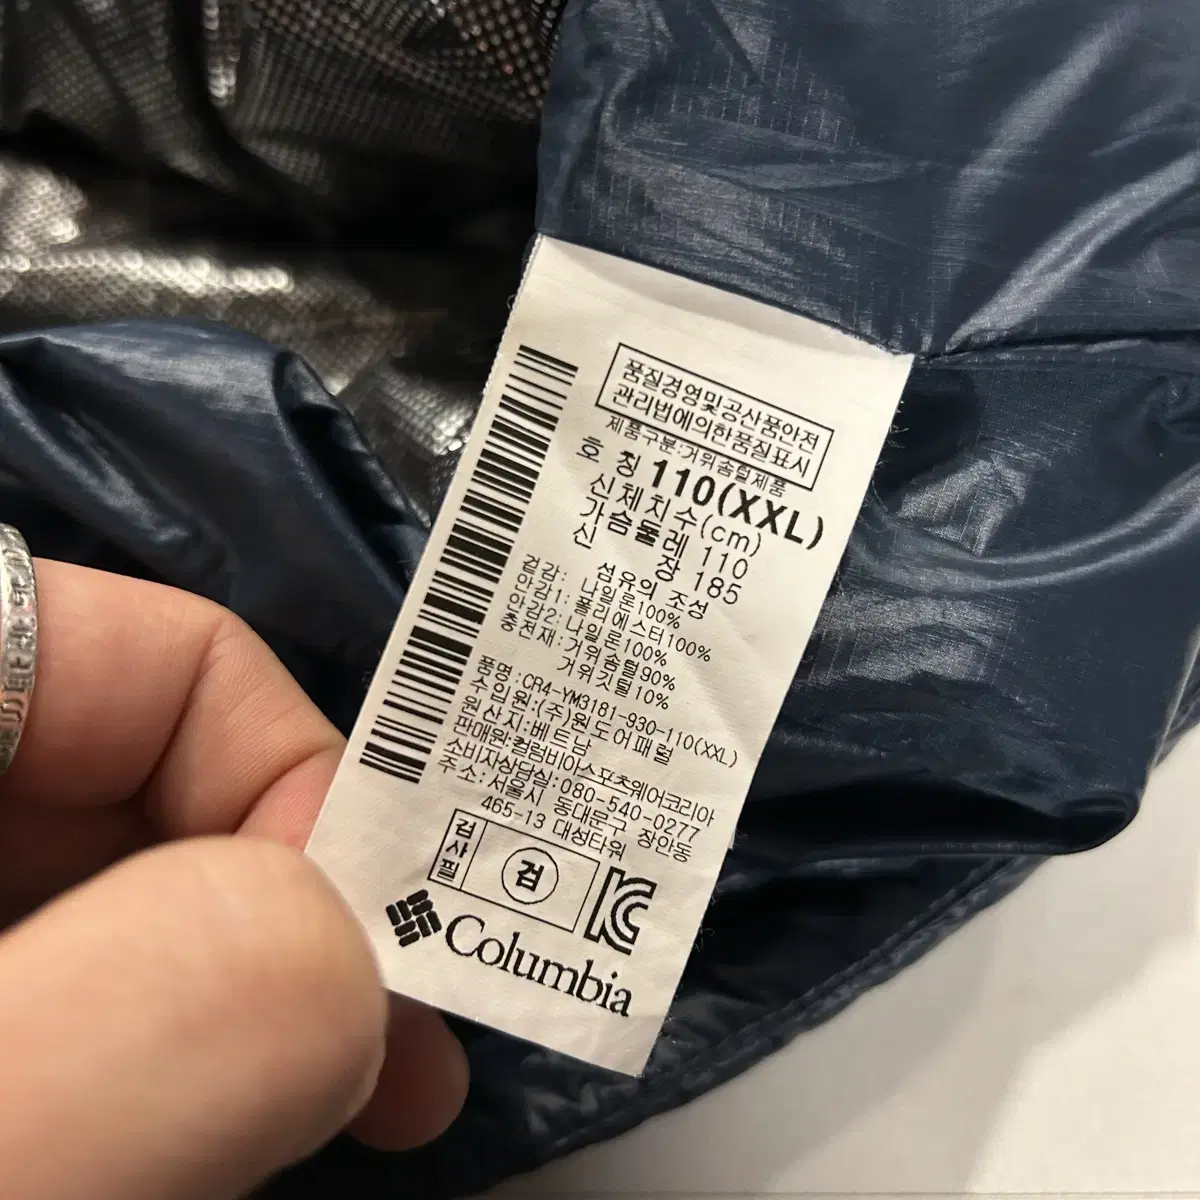 품질경영및공산품안전
관리법에의한품질표시
제품구분:거위솜털제품
호 칭 110(XXL)
신체치수(cm)
가슴둘레 110
신 장 185
섬유의 조성
겉감: 나일론100%
안감1: 폴리에스터100%
안감2: 나일론100%
충전재: 거위솜털90%
거위깃털10%
품명:CR4-YM3181-930-110(XXL)
수입원:(주)원도어패럴
원산지:베트남
판매원:컬럼비아스포츠웨어코리아
소비자상담실:080-540-0277
주소:서울시 동대문구 장안동
465-13 대성타워
검사필
검
KC
Columbia